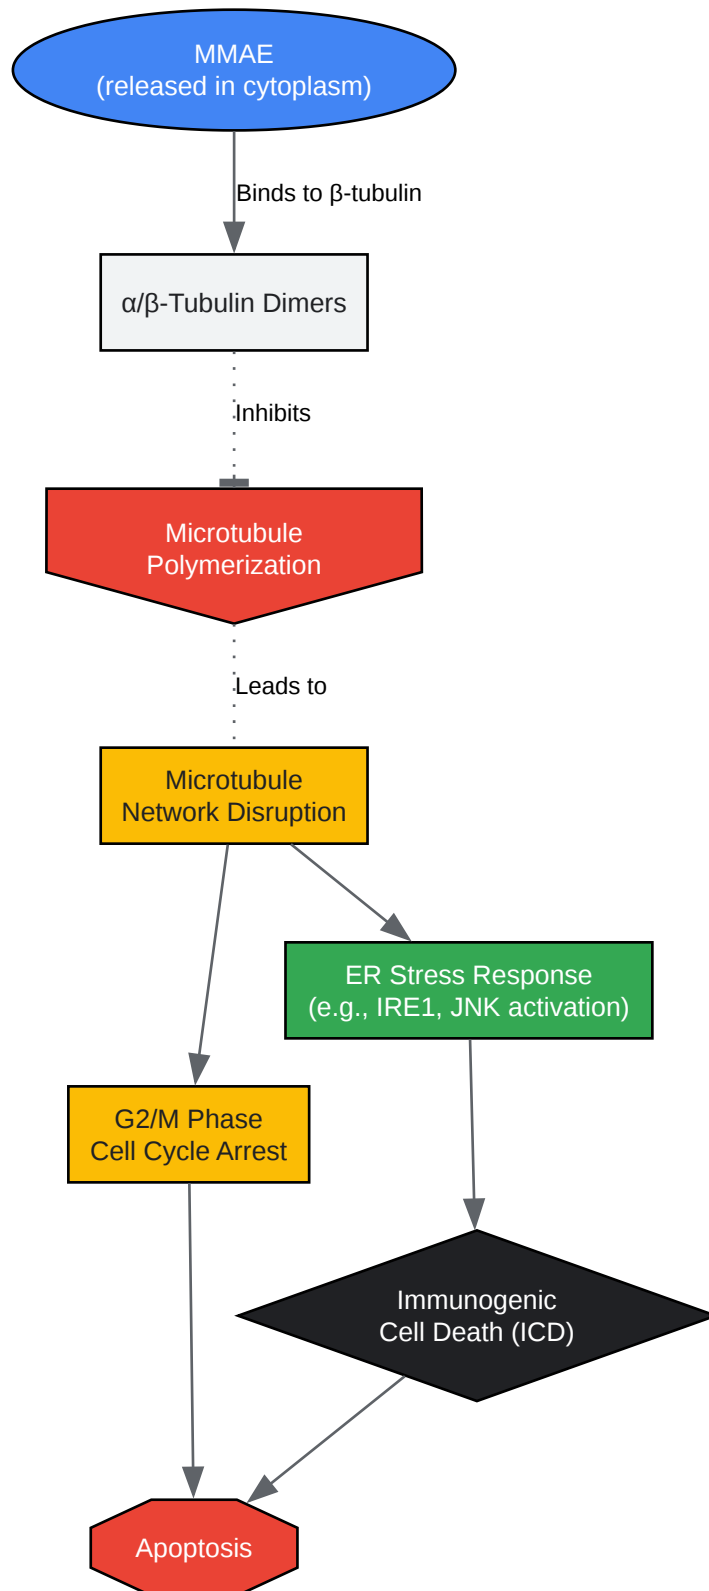 MMAE
(released in cytoplasm)
Binds to β-tubulin
α/β-Tubulin Dimers
Inhibits
Microtubule
Polymerization
Leads to
Microtubule
Network Disruption
ER Stress Response
(e.g., IRE1, JNK activation)
G2/M Phase
Cell Cycle Arrest
Immunogenic
Cell Death (ICD)
Apoptosis